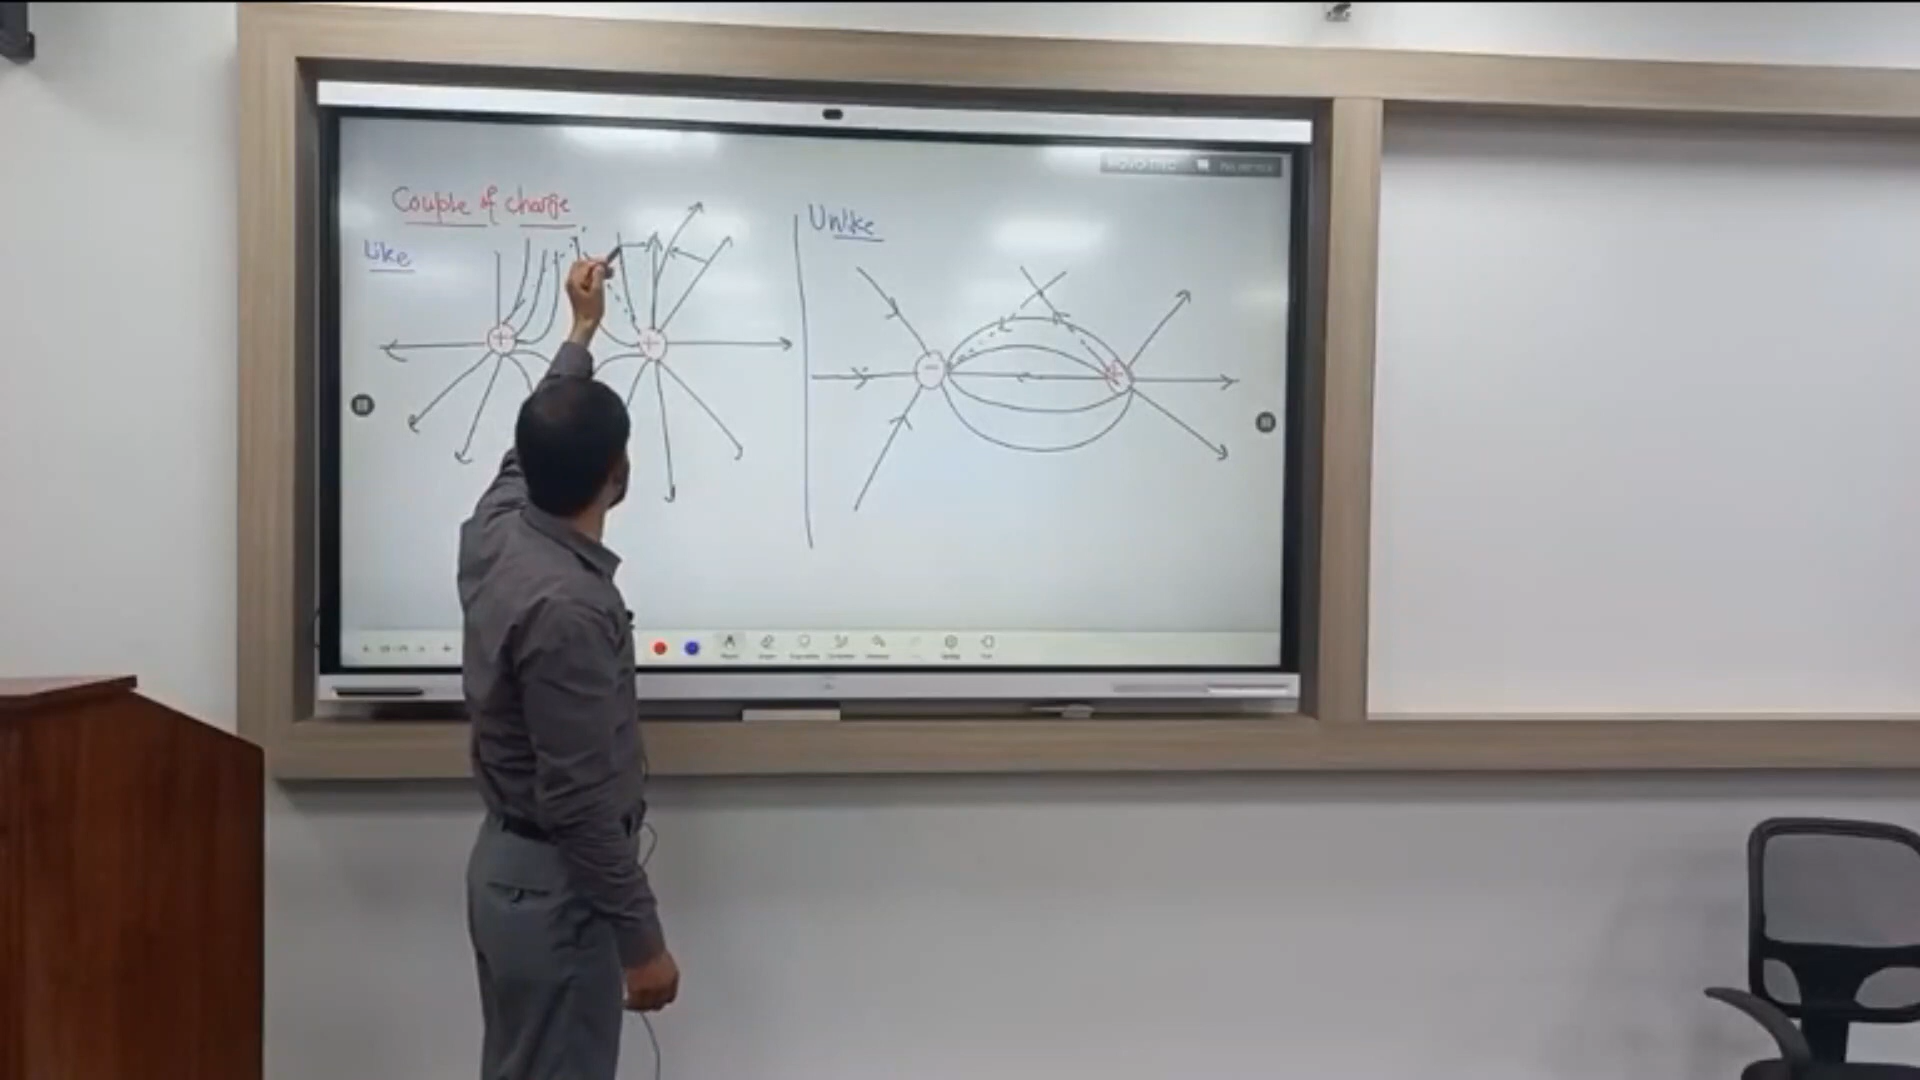 Couple of charge
Like
+
+
Unlike
-
+